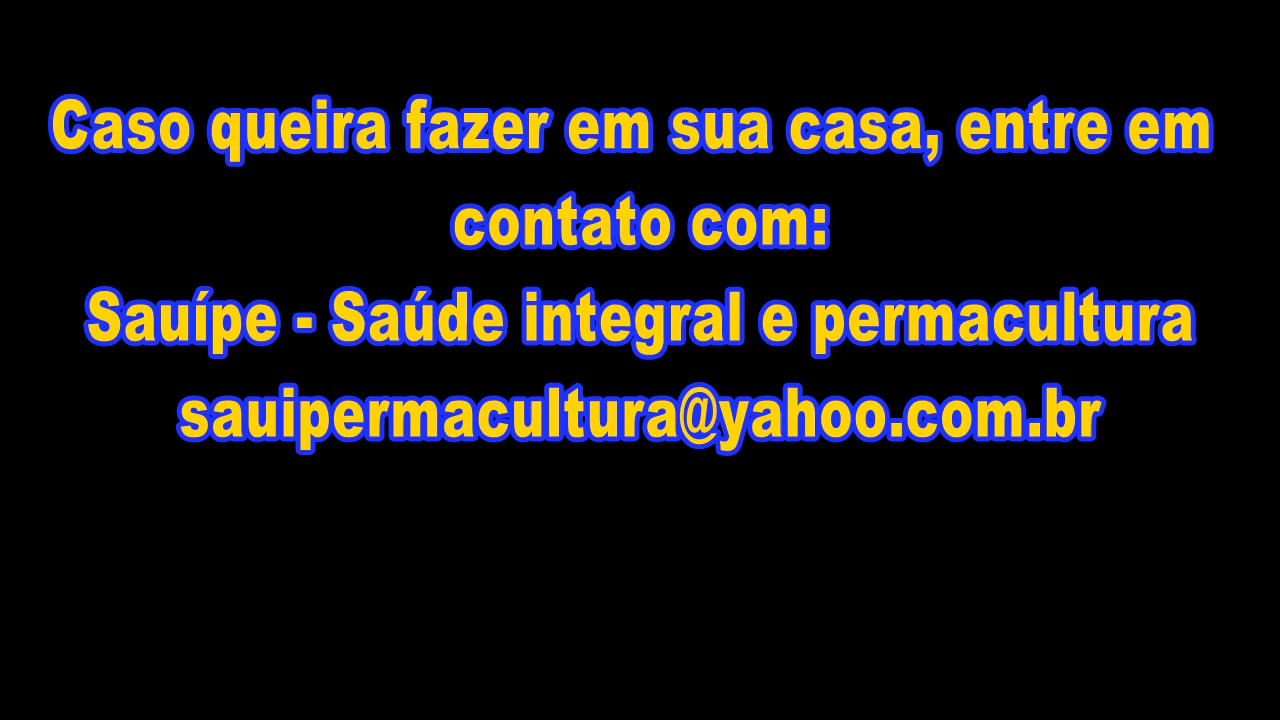 Caso queira fazer em sua casa, entre em
contato com:
Sauípe - Saúde integral e permacultura
sauipermacultura@yahoo.com.br